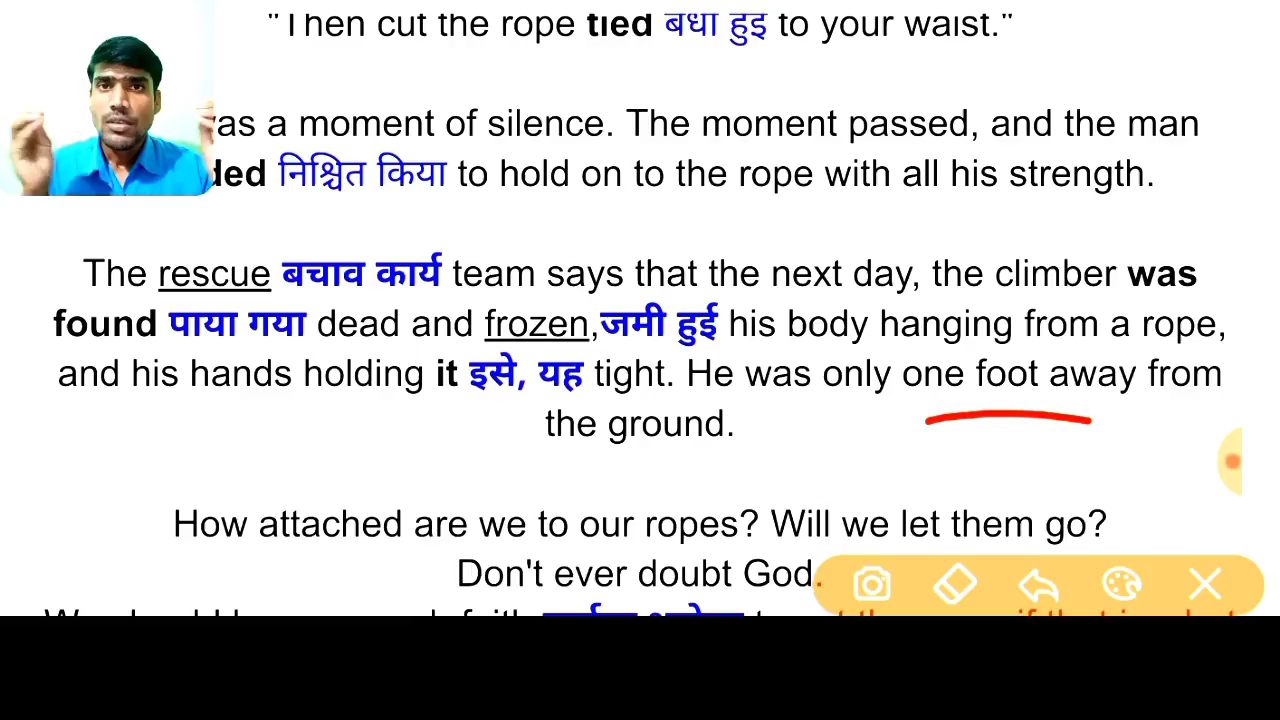 "Then cut the rope tied बंधी हुई to your waist."
was a moment of silence. The moment passed, and the man
ded निश्चित किया to hold on to the rope with all his strength.
The rescue बचाव कार्य team says that the next day, the climber was
found पाया गया dead and frozen,जमी हुई his body hanging from a rope,
and his hands holding it इसे, यह tight. He was only one foot away from
the ground.
How attached are we to our ropes? Will we let them go?
Don't ever doubt God.